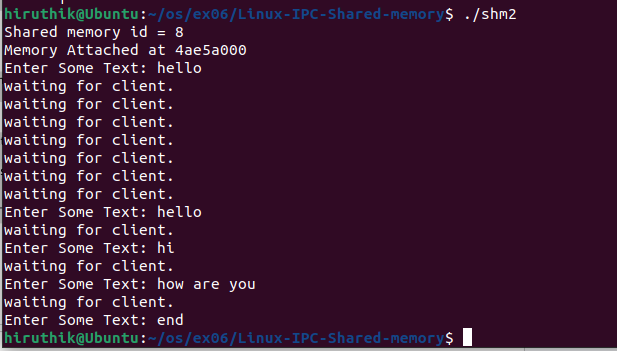 hiruthik@Ubuntu:~/os/ex06/Linux-IPC-Shared-memory$ ./shm2
Shared memory id = 8
Memory Attached at 4ae5a000
Enter Some Text: hello
waiting for client.
waiting for client.
waiting for client.
waiting for client.
waiting for client.
waiting for client.
waiting for client.
Enter Some Text: hello
waiting for client.
Enter Some Text: hi
waiting for client.
Enter Some Text: how are you
waiting for client.
Enter Some Text: end
hiruthik@Ubuntu:~/os/ex06/Linux-IPC-Shared-memory$